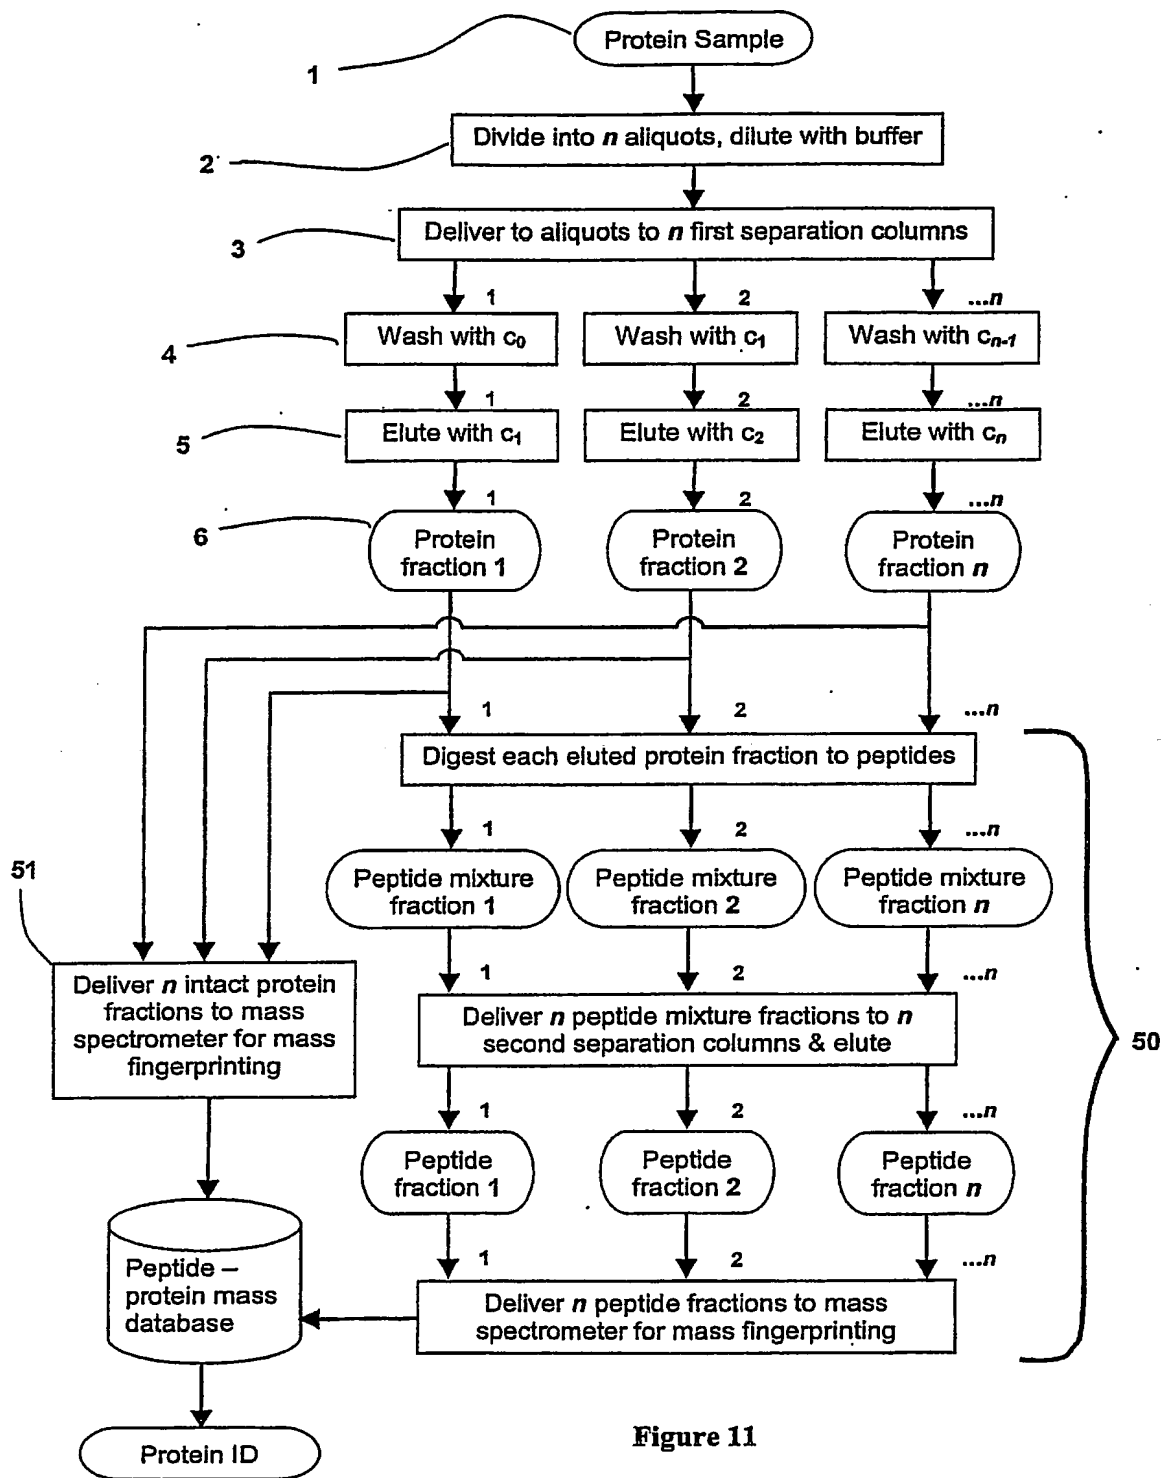 Protein Sample
1
Divide into n aliquots, dilute with buffer
2
Deliver to aliquots to n first separation columns
3
1 2 ...n
Wash with c0 Wash with c1 Wash with cn-1
4
1 2 ...n
Elute with c1 Elute with c2 Elute with cn
5
1 2 ...n
6
Protein fraction 1
Protein fraction 2
Protein fraction n
1 2 ...n
Digest each eluted protein fraction to peptides
1 2 ...n
51
Peptide mixture
fraction 1
Peptide mixture
fraction 2
Peptide mixture
fraction n
1 2 ...n
Deliver n intact protein
fractions to mass
spectrometer for mass
fingerprinting
Deliver n peptide mixture fractions to n
second separation columns & elute
50
1 2 ...n
Peptide
fraction 1
Peptide
fraction 2
Peptide
fraction n
1 2 ...n
Peptide –
protein mass
database
Deliver n peptide fractions to mass
spectrometer for mass fingerprinting
Protein ID
Figure 11